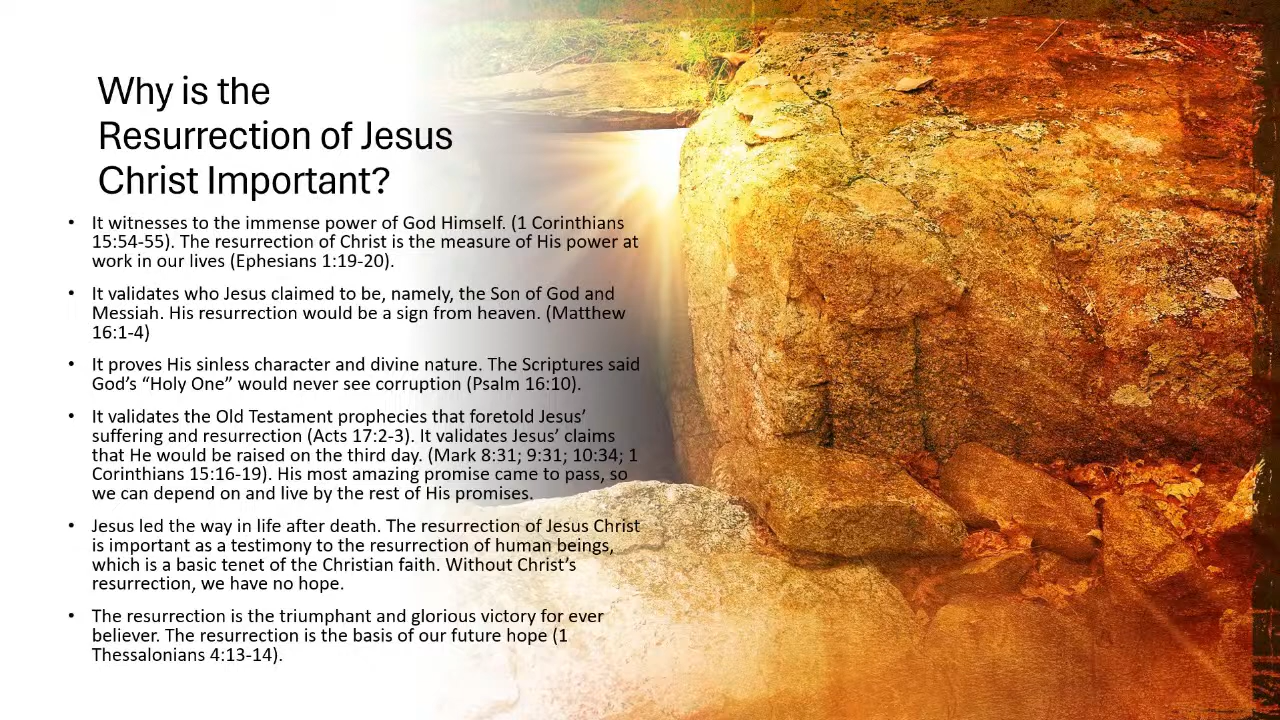 Why is the
Resurrection of Jesus
Christ Important?
• It witnesses to the immense power of God Himself. (1 Corinthians
15:54-55). The resurrection of Christ is the measure of His power at
work in our lives (Ephesians 1:19-20).
• It validates who Jesus claimed to be, namely, the Son of God and
Messiah. His resurrection would be a sign from heaven. (Matthew
16:1-4)
• It proves His sinless character and divine nature. The Scriptures said
God’s “Holy One” would never see corruption (Psalm 16:10).
• It validates the Old Testament prophecies that foretold Jesus’
suffering and resurrection (Acts 17:2-3). It validates Jesus’ claims
that He would be raised on the third day. (Mark 8:31; 9:31; 10:34; 1
Corinthians 15:16-19). His most amazing promise came to pass, so
we can depend on and live by the rest of His promises.
• Jesus led the way in life after death. The resurrection of Jesus Christ
is important as a testimony to the resurrection of human beings,
which is a basic tenet of the Christian faith. Without Christ’s
resurrection, we have no hope.
• The resurrection is the triumphant and glorious victory for ever
believer. The resurrection is the basis of our future hope (1
Thessalonians 4:13-14).